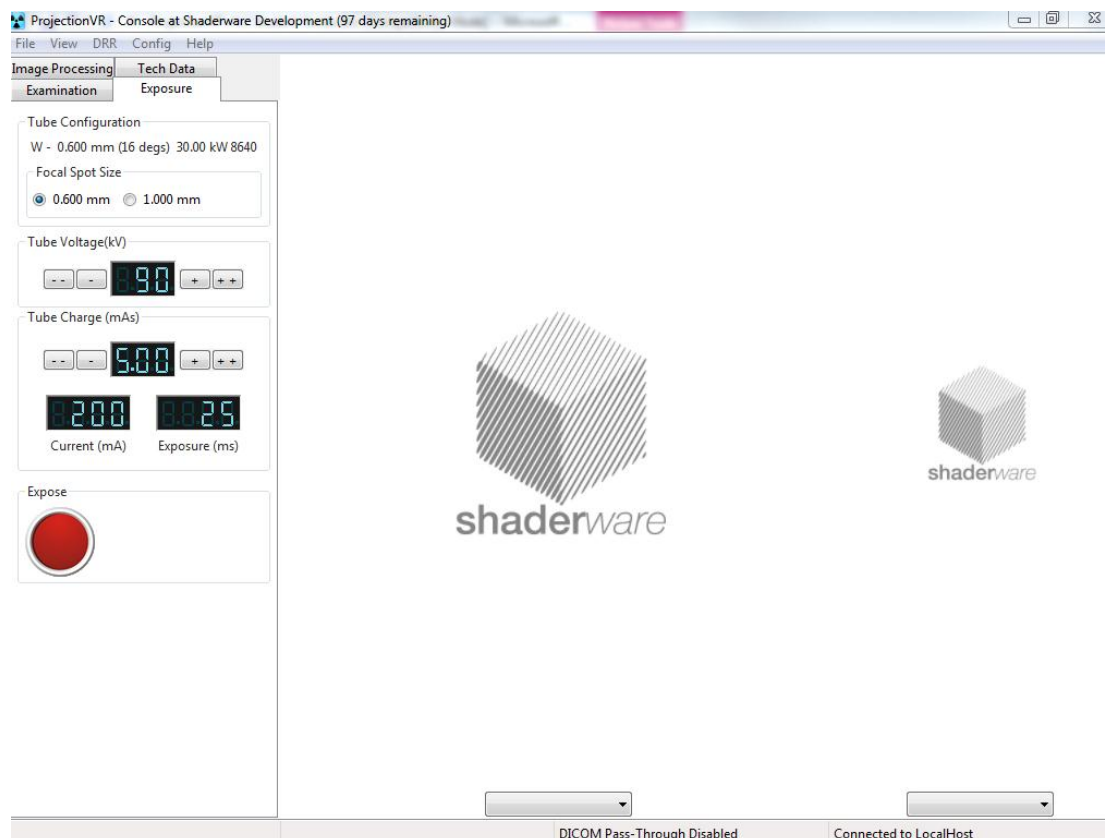 ProjectionVR - Console at Shaderware Development (97 days remaining)
File View DRR Config Help
Image Processing Tech Data
Examination Exposure
Tube Configuration
W - 0.600 mm (16 degs) 30.00 kW 8640
Focal Spot Size
0.600 mm 1.000 mm
Tube Voltage(kV)
-- - 90 + ++
Tube Charge (mAs)
-- - 5.00 + ++
200 25
Current (mA) Exposure (ms)
Expose
shaderware
shaderware
DICOM Pass-Through Disabled Connected to LocalHost